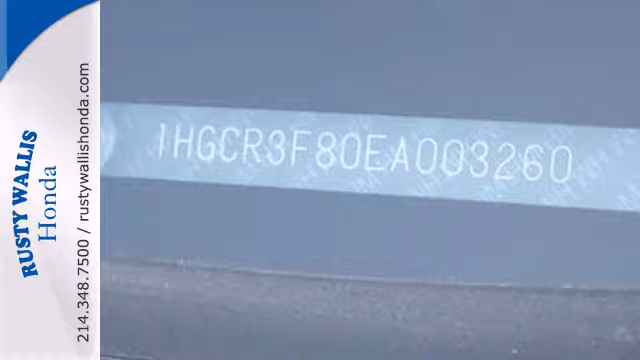 1HGCR3F80EA003260
RUSTY WALLIS
Honda
214.348.7500 / rustywallishonda.com